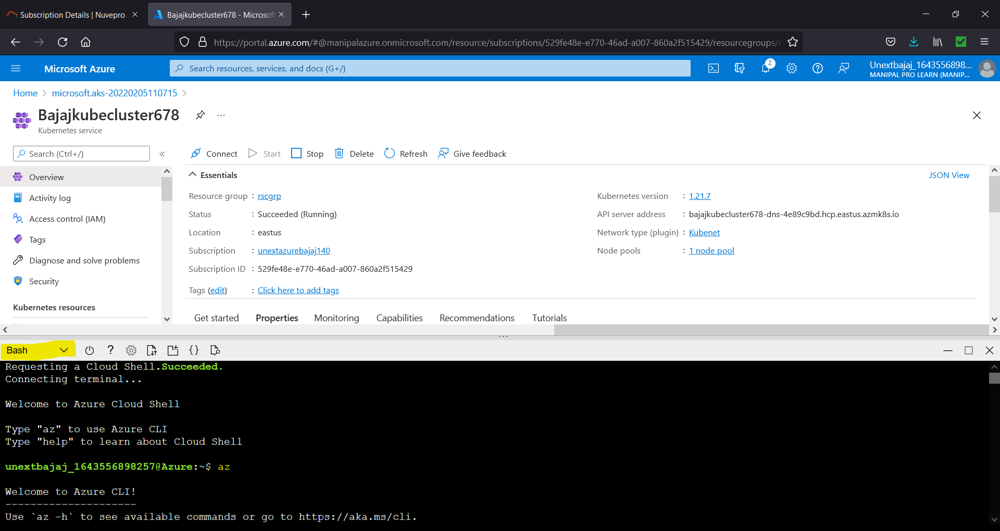 Subscription Details | Nuvepro
Bajajkubecluster678 - Microsoft
https://portal.azure.com/#@manipalazure.onmicrosoft.com/resource/subscriptions/529fe48e-e770-46ad-a007-860a2f515429/resourcegroups/
Microsoft Azure
Search resources, services, and docs (G+/)
2
Unextbajaj_1643556898...
MANIPAL PRO LEARN (MANIP...
Home > microsoft.aks-20220205110715 >
Bajajkubecluster678 ...
Kubernetes service
Search (Ctrl+/) «
Connect Start Stop Delete Refresh Give feedback
Overview
Activity log
Access control (IAM)
Tags
Diagnose and solve problems
Security
Kubernetes resources
Essentials
JSON View
Resource group : rscgrp
Status : Succeeded (Running)
Location : eastus
Subscription : unextazurebajaj140
Subscription ID : 529fe48e-e770-46ad-a007-860a2f515429
Tags (edit) : Click here to add tags
Kubernetes version : 1.21.7
API server address : bajajkubecluster678-dns-4e89c9bd.hcp.eastus.azmk8s.io
Network type (plugin) : Kubenet
Node pools : 1 node pool
Get started Properties Monitoring Capabilities Recommendations Tutorials
Bash
Requesting a Cloud Shell.Succeeded.
Connecting terminal...
Welcome to Azure Cloud Shell
Type "az" to use Azure CLI
Type "help" to learn about Cloud Shell
unextbajaj_1643556898257@Azure:~$ az
Welcome to Azure CLI!
---------------------
Use `az -h` to see available commands or go to https://aka.ms/cli.